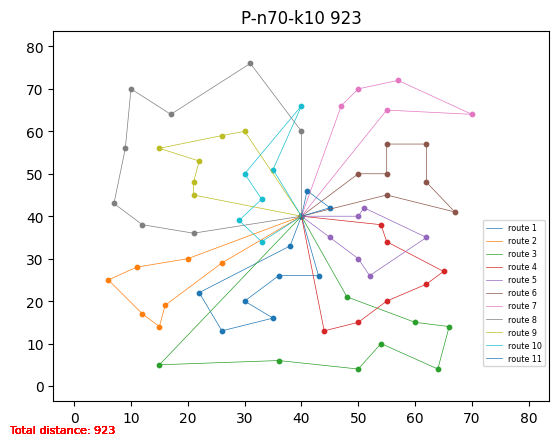 P-n70-k10 923
80
70
60
50
40
30
20
10
0
0 10 20 30 40 50 60 70 80
route 1
route 2
route 3
route 4
route 5
route 6
route 7
route 8
route 9
route 10
route 11
Total distance: 923